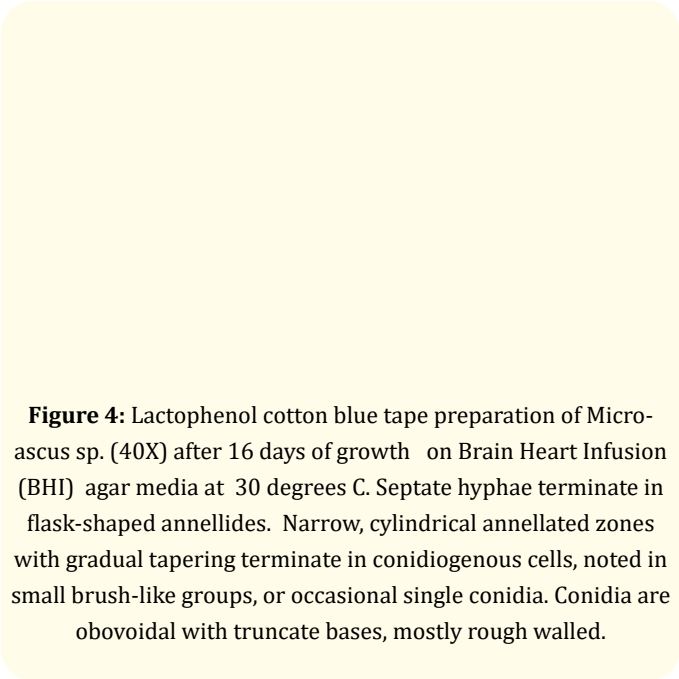 Figure 4: Lactophenol cotton blue tape preparation of Micro-
ascus sp. (40X) after 16 days of growth   on Brain Heart Infusion
(BHI)  agar media at  30 degrees C. Septate hyphae terminate in
flask-shaped annellides.  Narrow, cylindrical annellated zones
with gradual tapering terminate in conidiogenous cells, noted in
small brush-like groups, or occasional single conidia. Conidia are
obovoidal with truncate bases, mostly rough walled.